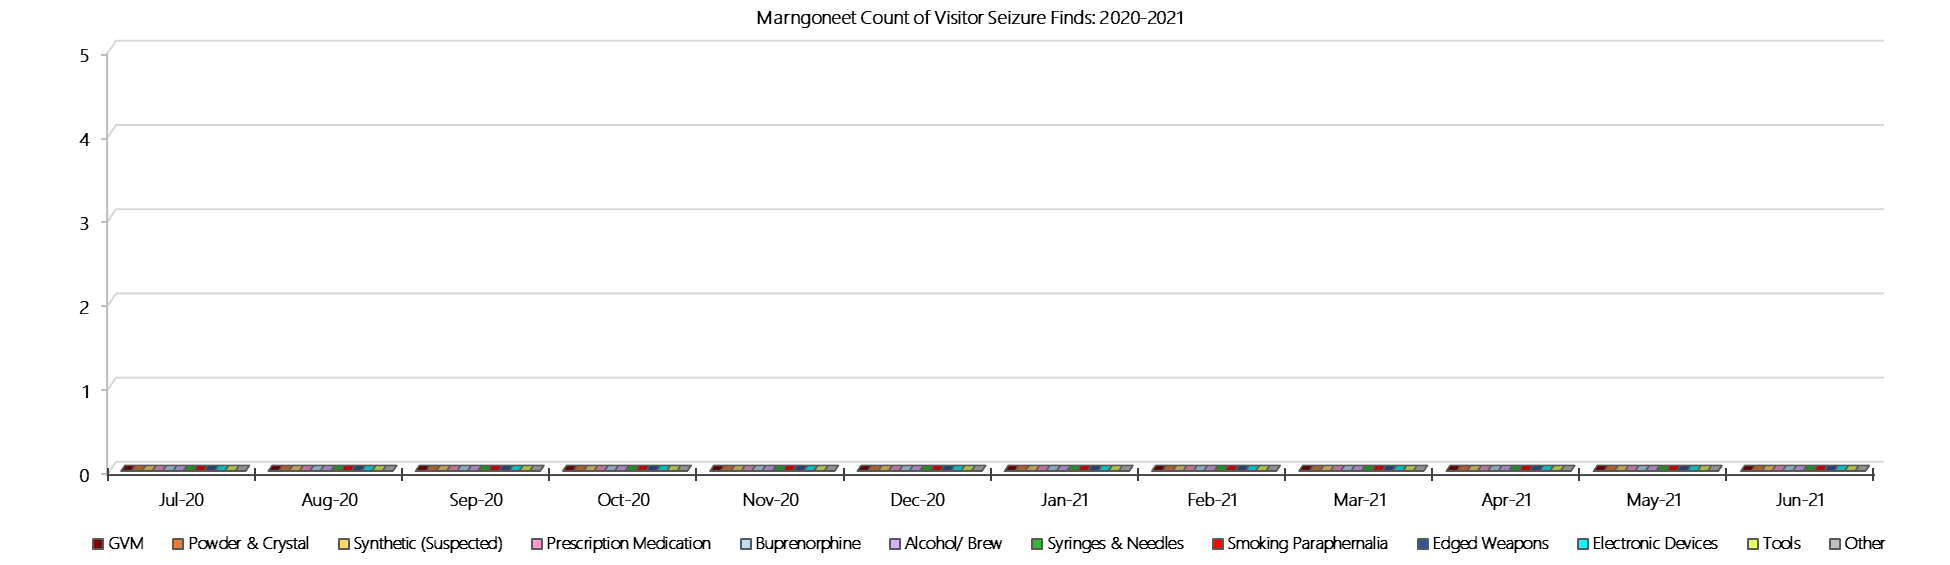 Marngoneet Count of Visitor Seizure Finds: 2020-2021
5
4
3
2
1
0
Jul-20 Aug-20 Sep-20 Oct-20 Nov-20 Dec-20 Jan-21 Feb-21 Mar-21 Apr-21 May-21 Jun-21
GVM Powder & Crystal Synthetic (Suspected) Prescription Medication Buprenorphine Alcohol/ Brew Syringes & Needles Smoking Paraphernalia Edged Weapons Electronic Devices Tools Other